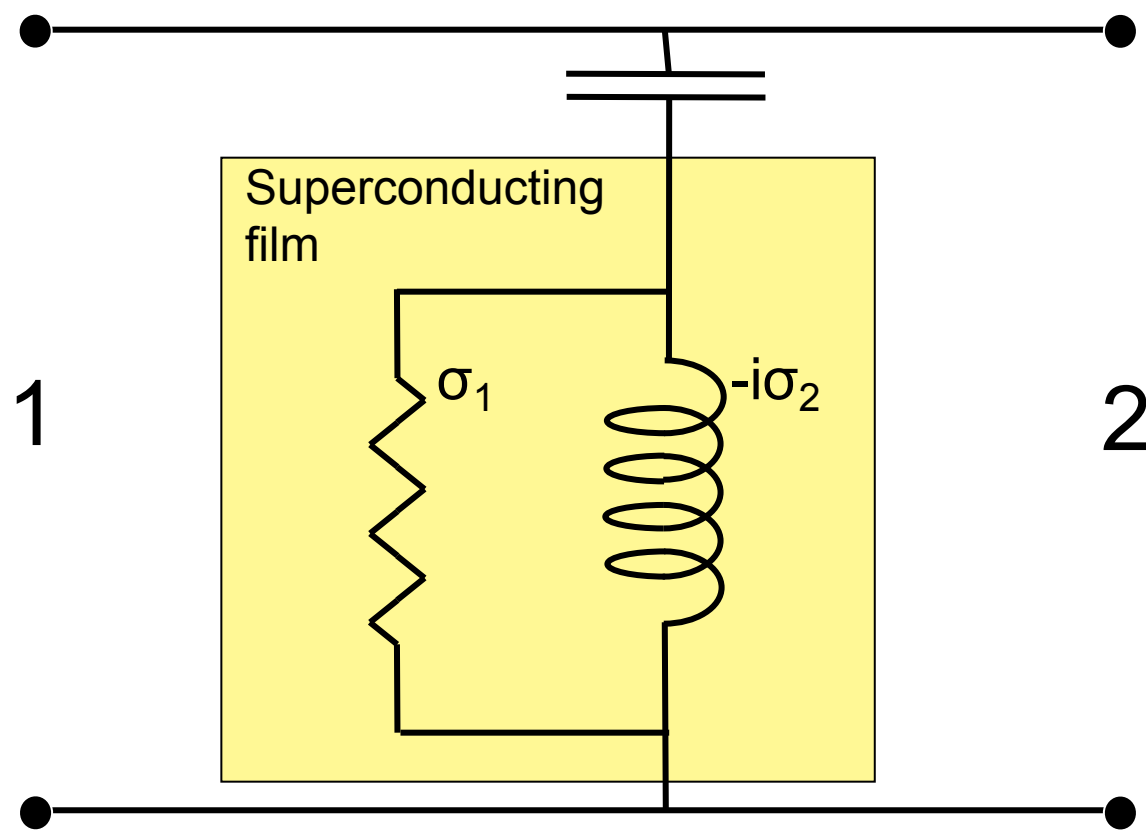 Superconducting
film
σ₁
-iσ₂
1
2